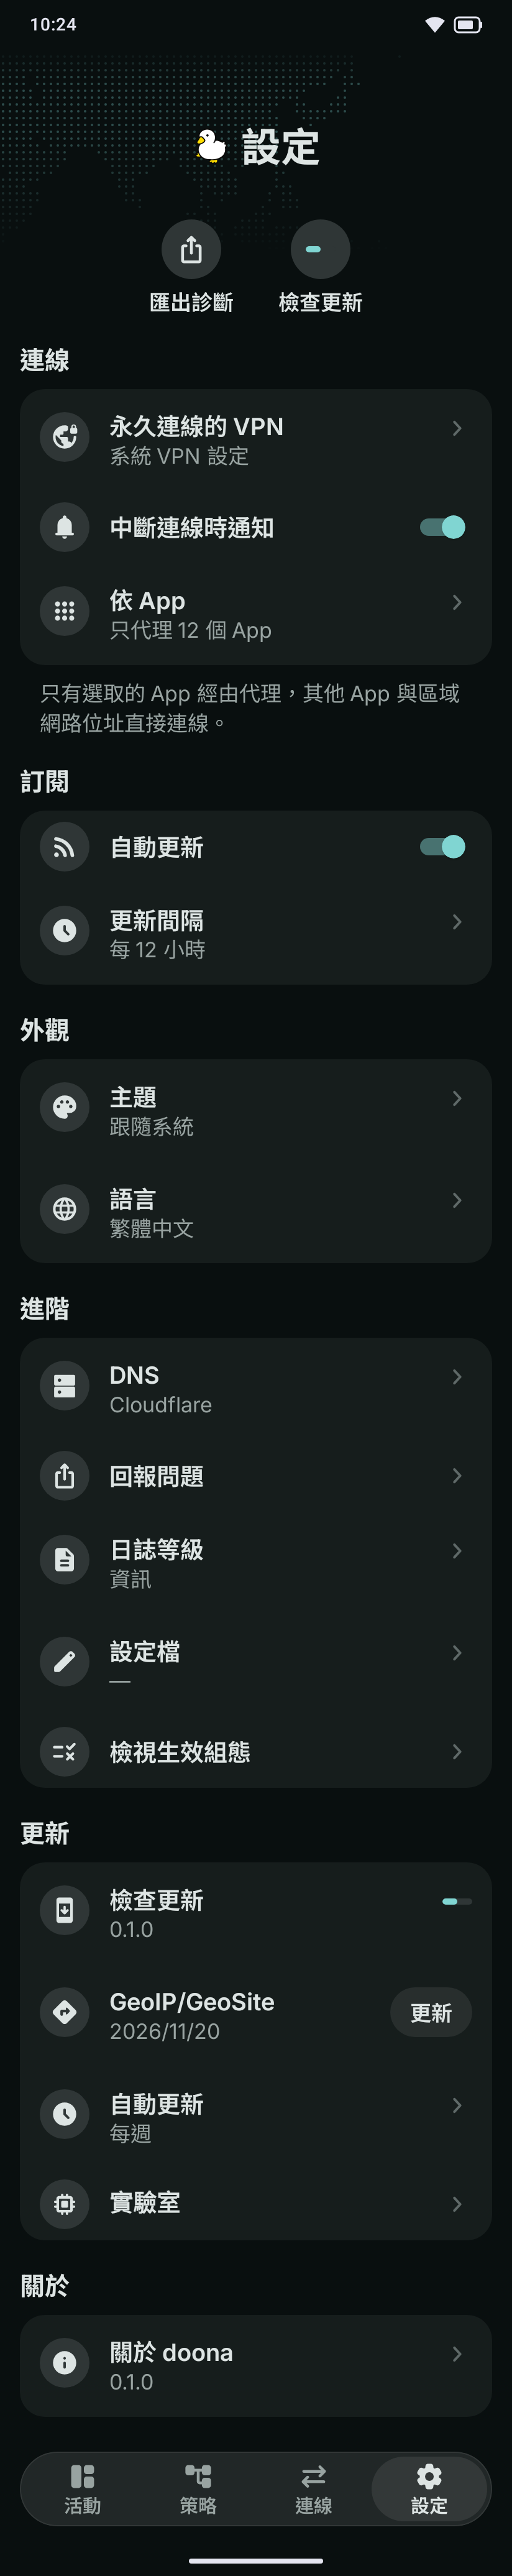 10:24
設定
匯出診斷
檢查更新
連線
永久連線的 VPN
系統 VPN 設定
中斷連線時通知
依 App
只代理 12 個 App
只有選取的 App 經由代理，其他 App 與區域
網路位址直接連線。
訂閱
自動更新
更新間隔
每 12 小時
外觀
主題
跟隨系統
語言
繁體中文
進階
DNS
Cloudflare
回報問題
日誌等級
資訊
設定檔
—
檢視生效組態
更新
檢查更新
0.1.0
GeoIP/GeoSite
2026/11/20
更新
自動更新
每週
實驗室
關於
關於 doona
0.1.0
活動
策略
連線
設定